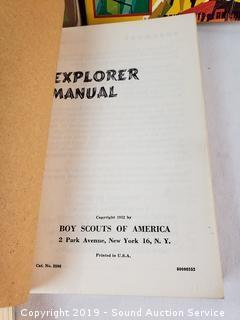 EXPLORER
MANUAL
Copyright 1952 by
BOY SCOUTS OF AMERICA
2 Park Avenue, New York 16, N. Y.
Printed in U.S.A.
Cat. No.
Copyright © 2019 - Sound Auction Service